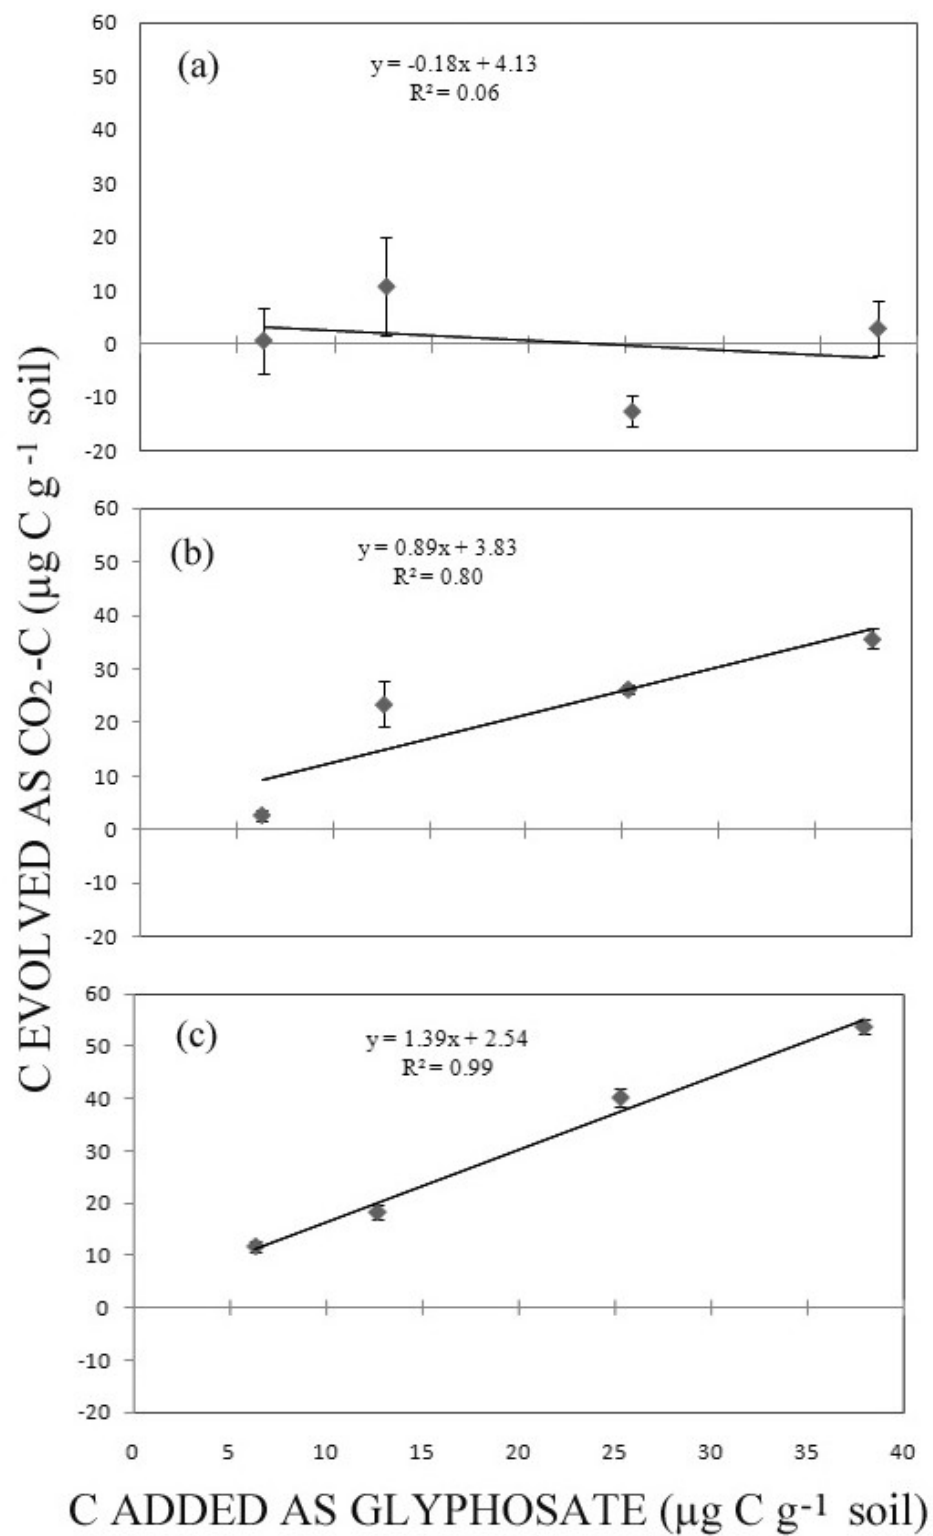 60
50
40
30
20
10
0
-10
-20
(a)
y = -0.18x + 4.13
R² = 0.06
60
50
40
30
20
10
0
-10
-20
(b)
y = 0.89x + 3.83
R² = 0.80
60
50
40
30
20
10
0
-10
-20
(c)
y = 1.39x + 2.54
R² = 0.99
0 5 10 15 20 25 30 35 40
C EVOLVED AS CO₂-C (µg C g⁻¹ soil)
C ADDED AS GLYPHOSATE (µg C g⁻¹ soil)